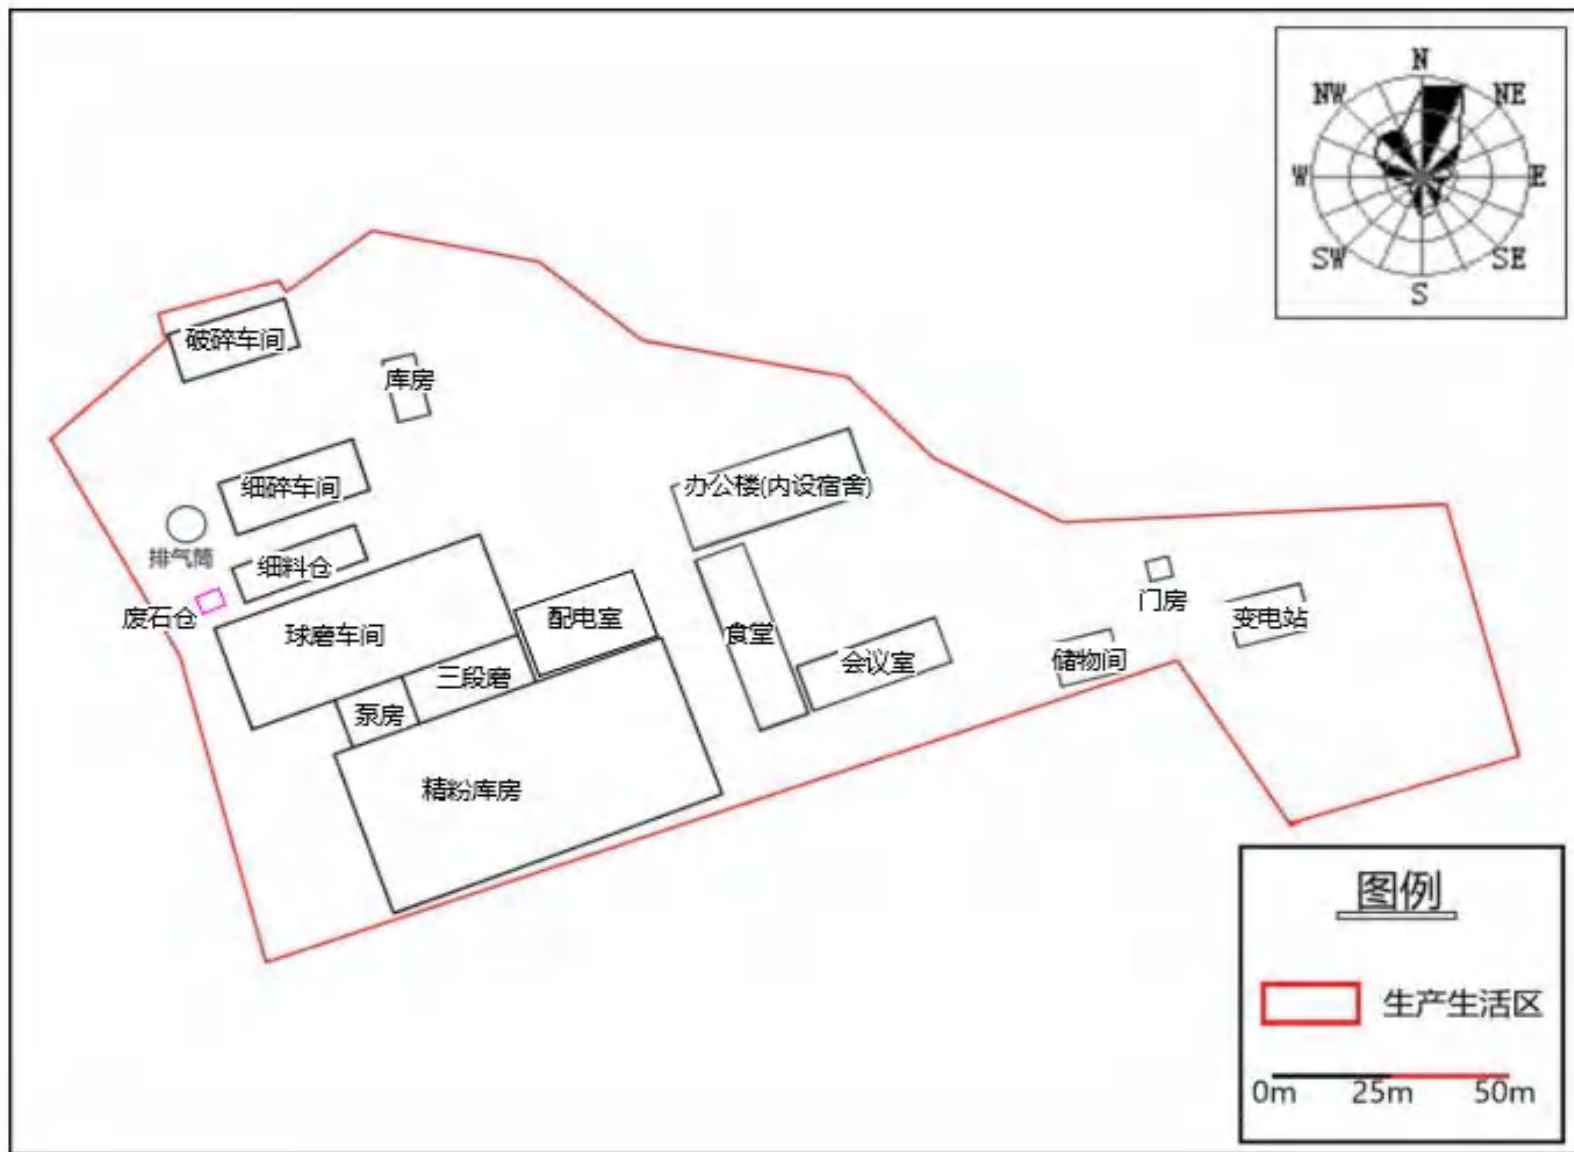 N
NW
NE
W
E
SW
SE
S
破碎车间
库房
细碎车间
办公楼(内设宿舍)
排气筒
细料仓
废石仓
球磨车间
配电室
食堂
门房
变电站
会议室
储物间
三段磨
泵房
精粉库房
图例
生产生活区
0m 25m 50m